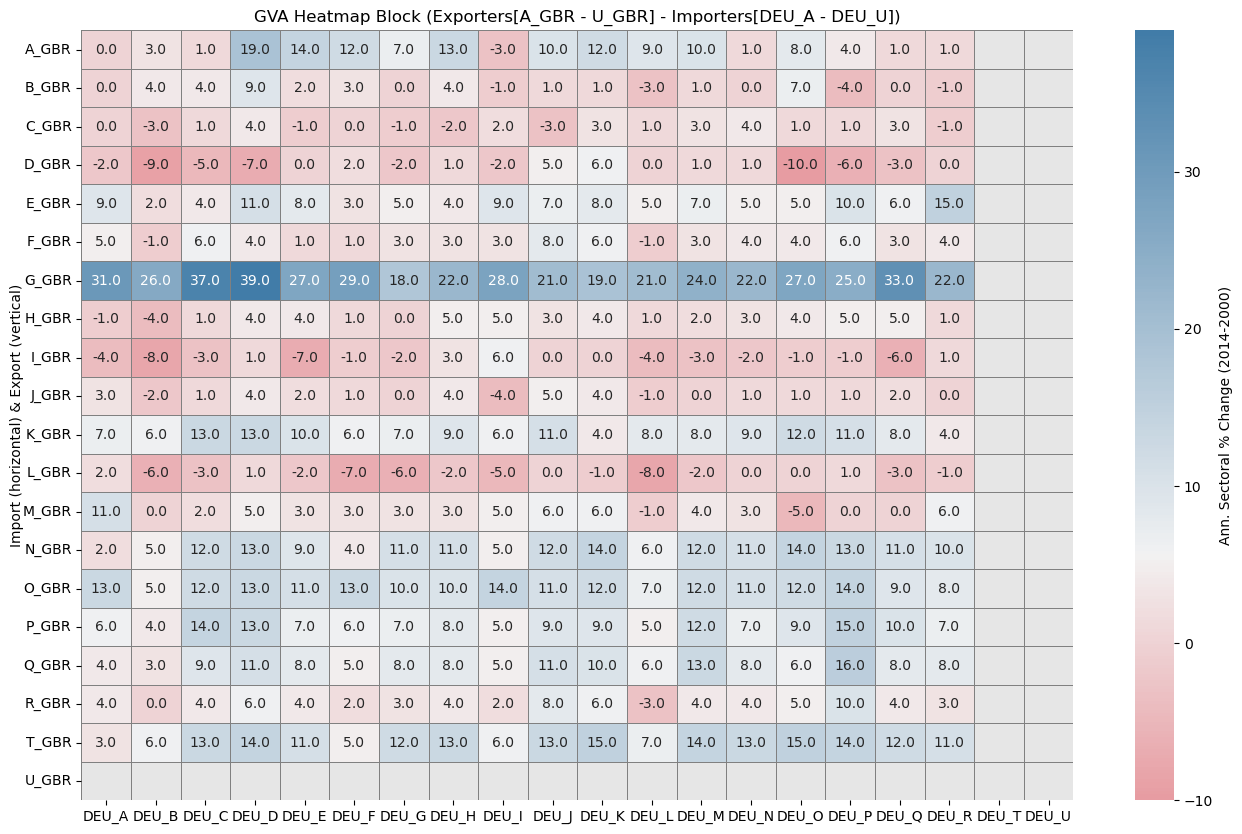 GVA Heatmap Block (Exporters[A_GBR - U_GBR] - Importers[DEU_A - DEU_U])
Import (horizontal) & Export (vertical)
A_GBR 0.0 3.0 1.0 19.0 14.0 12.0 7.0 13.0 -3.0 10.0 12.0 9.0 10.0 1.0 8.0 4.0 1.0 1.0
B_GBR 0.0 4.0 4.0 9.0 2.0 3.0 0.0 4.0 -1.0 1.0 1.0 -3.0 1.0 0.0 7.0 -4.0 0.0 -1.0
C_GBR 0.0 -3.0 1.0 4.0 -1.0 0.0 -1.0 -2.0 2.0 -3.0 3.0 1.0 3.0 4.0 1.0 1.0 3.0 -1.0
D_GBR -2.0 -9.0 -5.0 -7.0 0.0 2.0 -2.0 1.0 -2.0 5.0 6.0 0.0 1.0 1.0 -10.0 -6.0 -3.0 0.0
E_GBR 9.0 2.0 4.0 11.0 8.0 3.0 5.0 4.0 9.0 7.0 8.0 5.0 7.0 5.0 5.0 10.0 6.0 15.0
F_GBR 5.0 -1.0 6.0 4.0 1.0 1.0 3.0 3.0 3.0 8.0 6.0 -1.0 3.0 4.0 4.0 6.0 3.0 4.0
G_GBR 31.0 26.0 37.0 39.0 27.0 29.0 18.0 22.0 28.0 21.0 19.0 21.0 24.0 22.0 27.0 25.0 33.0 22.0
H_GBR -1.0 -4.0 1.0 4.0 4.0 1.0 0.0 5.0 5.0 3.0 4.0 1.0 2.0 3.0 4.0 5.0 5.0 1.0
I_GBR -4.0 -8.0 -3.0 1.0 -7.0 -1.0 -2.0 3.0 6.0 0.0 0.0 -4.0 -3.0 -2.0 -1.0 -1.0 -6.0 1.0
J_GBR 3.0 -2.0 1.0 4.0 2.0 1.0 0.0 4.0 -4.0 5.0 4.0 -1.0 0.0 1.0 1.0 1.0 2.0 0.0
K_GBR 7.0 6.0 13.0 13.0 10.0 6.0 7.0 9.0 6.0 11.0 4.0 8.0 8.0 9.0 12.0 11.0 8.0 4.0
L_GBR 2.0 -6.0 -3.0 1.0 -2.0 -7.0 -6.0 -2.0 -5.0 0.0 -1.0 -8.0 -2.0 0.0 0.0 1.0 -3.0 -1.0
M_GBR 11.0 0.0 2.0 5.0 3.0 3.0 3.0 3.0 5.0 6.0 6.0 -1.0 4.0 3.0 -5.0 0.0 0.0 6.0
N_GBR 2.0 5.0 12.0 13.0 9.0 4.0 11.0 11.0 5.0 12.0 14.0 6.0 12.0 11.0 14.0 13.0 11.0 10.0
O_GBR 13.0 5.0 12.0 13.0 11.0 13.0 10.0 10.0 14.0 11.0 12.0 7.0 12.0 11.0 12.0 14.0 9.0 8.0
P_GBR 6.0 4.0 14.0 13.0 7.0 6.0 7.0 8.0 5.0 9.0 9.0 5.0 12.0 7.0 9.0 15.0 10.0 7.0
Q_GBR 4.0 3.0 9.0 11.0 8.0 5.0 8.0 8.0 5.0 11.0 10.0 6.0 13.0 8.0 6.0 16.0 8.0 8.0
R_GBR 4.0 0.0 4.0 6.0 4.0 2.0 3.0 4.0 2.0 8.0 6.0 -3.0 4.0 4.0 5.0 10.0 4.0 3.0
T_GBR 3.0 6.0 13.0 14.0 11.0 5.0 12.0 13.0 6.0 13.0 15.0 7.0 14.0 13.0 15.0 14.0 12.0 11.0
U_GBR
DEU_A DEU_B DEU_C DEU_D DEU_E DEU_F DEU_G DEU_H DEU_I DEU_J DEU_K DEU_L DEU_M DEU_N DEU_O DEU_P DEU_Q DEU_R DEU_T DEU_U
30
20
10
0
-10
Ann. Sectoral % Change (2014-2000)